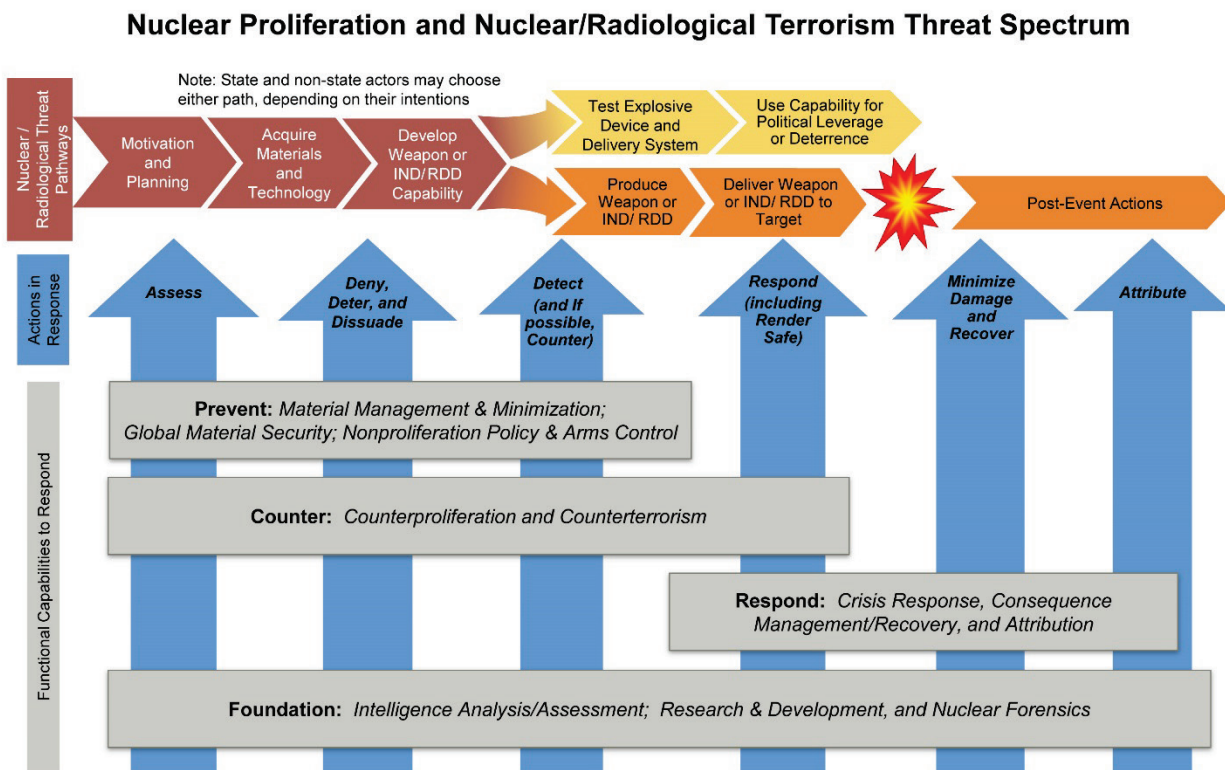 Nuclear Proliferation and Nuclear/Radiological Terrorism Threat Spectrum
Nuclear /
Radiological Threat
Pathways
Note: State and non-state actors may choose
either path, depending on their intentions
Motivation
and
Planning
Acquire
Materials
and
Technology
Develop
Weapon or
IND/RDD
Capability
Test Explosive
Device and
Delivery System
Use Capability for
Political Leverage
or Deterrence
Produce
Weapon or
IND/ RDD
Deliver Weapon
or IND/ RDD to
Target
Post-Event Actions
Actions in
Response
Assess
Deny,
Deter, and
Dissuade
Detect
(and If
possible,
Counter)
Respond
(including
Render
Safe)
Minimize
Damage
and
Recover
Attribute
Functional Capabilities to Respond
Prevent: Material Management & Minimization;
Global Material Security; Nonproliferation Policy & Arms Control
Counter: Counterproliferation and Counterterrorism
Respond: Crisis Response, Consequence
Management/Recovery, and Attribution
Foundation: Intelligence Analysis/Assessment; Research & Development, and Nuclear Forensics